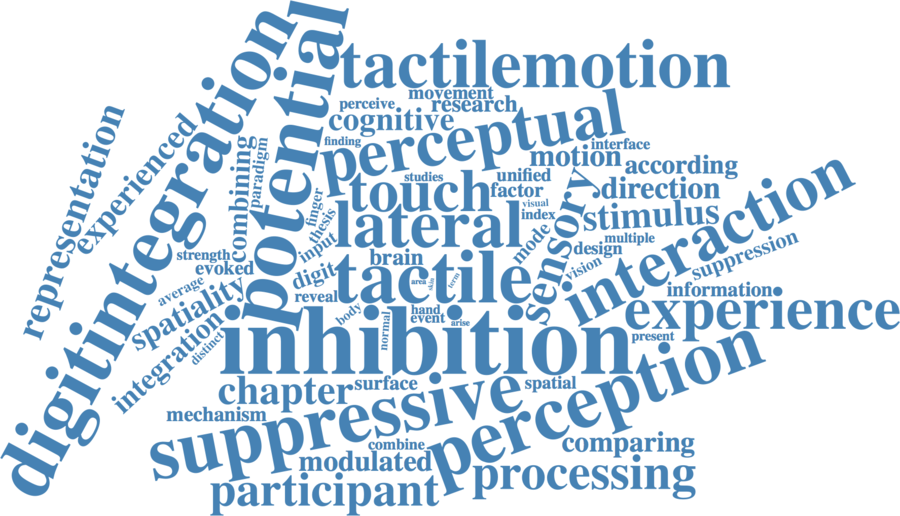 potential
tactilemotion
digitintegration
movement
perceive
research
cognitive
perceptual
finding
interface
representation
experienced
combining
paradigm
motion
according
studies
unified
touch
factor
direction
interaction
finger
thesis
visual
index
sensory
stimulus
lateral
input
mode
multiple
design
suppression
strength
evoked
brain
digit
vision
average
spatiality
reveal
tactile
area
skin
term
information
experience
body
normal
hand
event
arise
inhibition
present
integration
distinct
chapter
surface
suppressive
spatial
perception
mechanism
combine
comparing
modulated
processing
participant